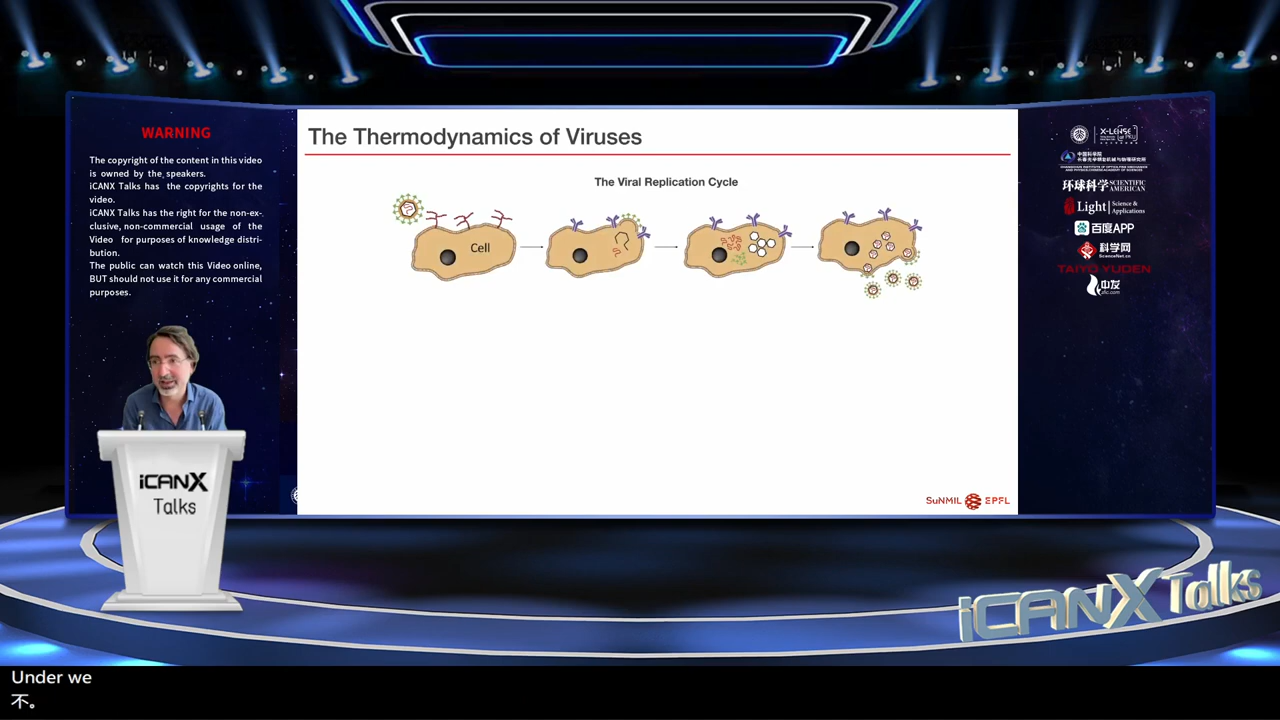 WARNING
The copyright of the content in this video
is owned by the speakers.
iCANX Talks has the copyrights for the
video.
iCANX Talks has the right for the non-ex-
clusive, non-commercial usage of the
Video for purposes of knowledge distri-
bution.
The public can watch this Video online,
BUT should not use it for any commercial
purposes.
The Thermodynamics of Viruses
The Viral Replication Cycle
Cell
SuNMIL EPFL
X-LENSE
环球科学 SCIENTIFIC AMERICAN
Light Science & Applications
百度APP
科学网
ScienceNet.cn
TAIYO YUDEN
iCANX
Talks
iCANX Talks
Under we
不。